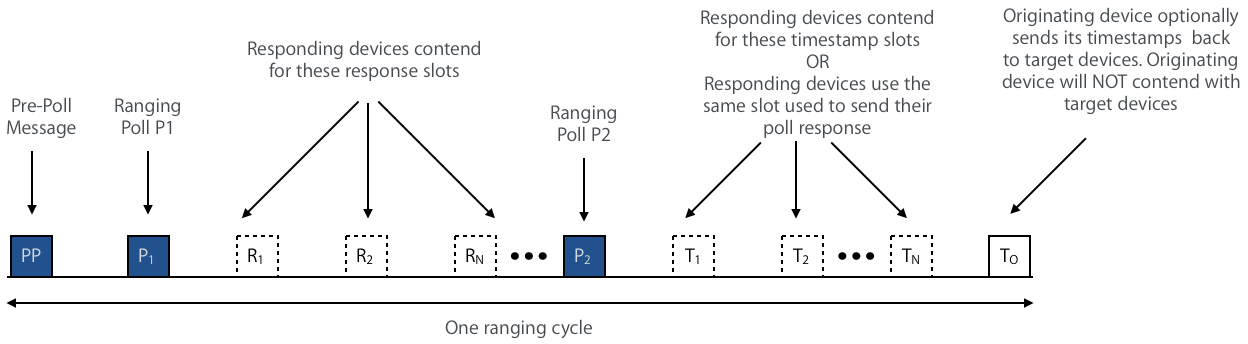 Pre-Poll
Message
Ranging
Poll P1
Responding devices contend
for these response slots
Ranging
Poll P2
Responding devices contend
for these timestamp slots
OR
Responding devices use the
same slot used to send their
poll response
Originating device optionally
sends its timestamps back
to target devices. Originating
device will NOT contend with
target devices
PP P1 R1 R2 RN ••• P2 T1 T2 ••• TN TO
One ranging cycle